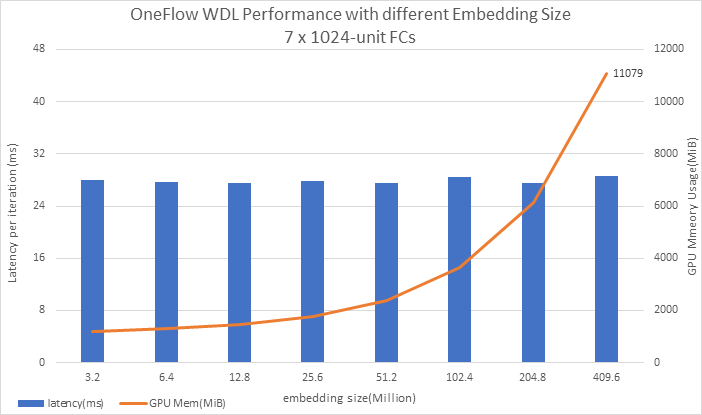 OneFlow WDL Performance with different Embedding Size
7 x 1024-unit FCs
48
40
32
28
24
16
8
0
12000
10000
8000
7000
6000
4000
2000
0
Latency per iteration (ms)
GPU Mmeory Usage(MiB)
11079
3.2 6.4 12.8 25.6 51.2 102.4 204.8 409.6
embedding size(Million)
latency(ms) GPU Mem(MiB)